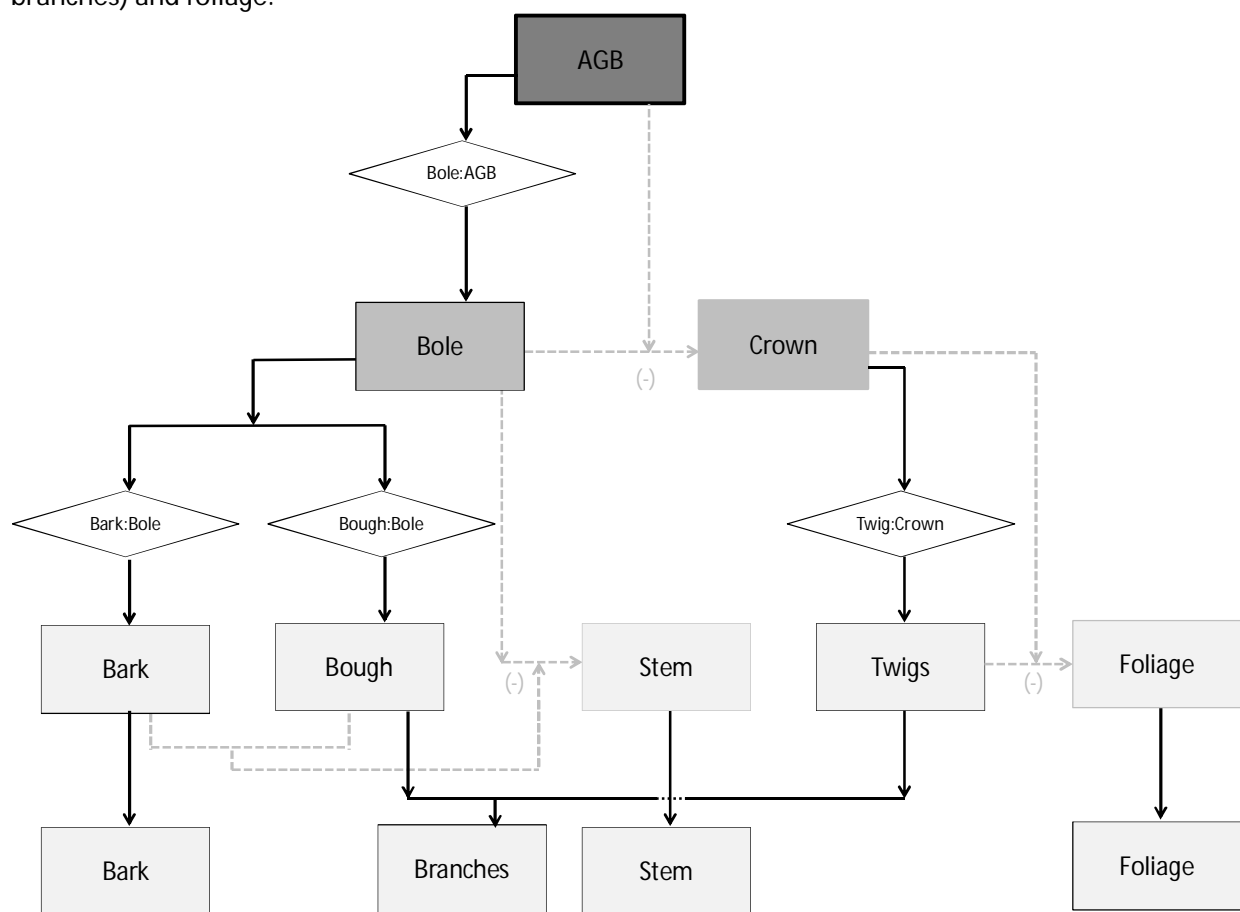 branches) and foliage.
AGB
Bole:AGB
Bole
Crown
(-)
Bark:Bole
Bough:Bole
Twig:Crown
Bark
Bough
Stem
Twigs
Foliage
(-)
(-)
Bark
Branches
Stem
Foliage